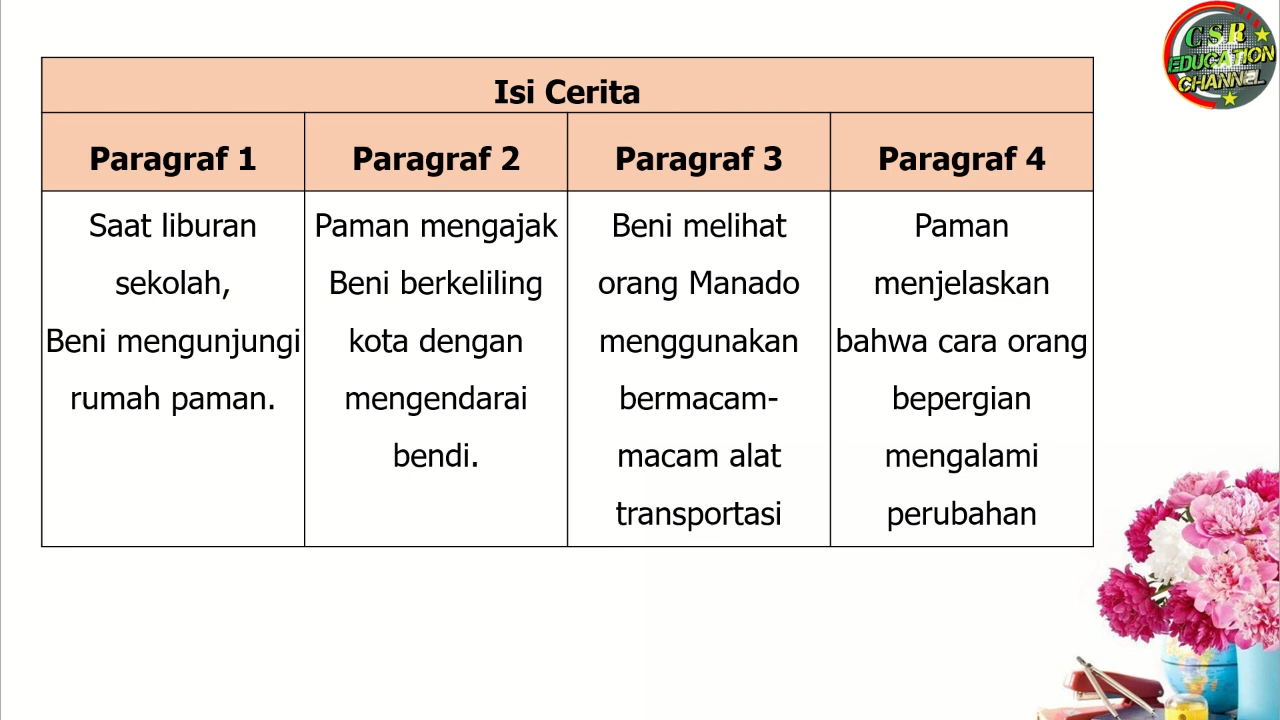 CSR
EDUCATION
CHANNEL
Isi Cerita
Paragraf 1
Paragraf 2
Paragraf 3
Paragraf 4
Saat liburan
sekolah,
Beni mengunjungi
rumah paman.
Paman mengajak
Beni berkeliling
kota dengan
mengendarai
bendi.
Beni melihat
orang Manado
menggunakan
bermacam-
macam alat
transportasi
Paman
menjelaskan
bahwa cara orang
bepergian
mengalami
perubahan